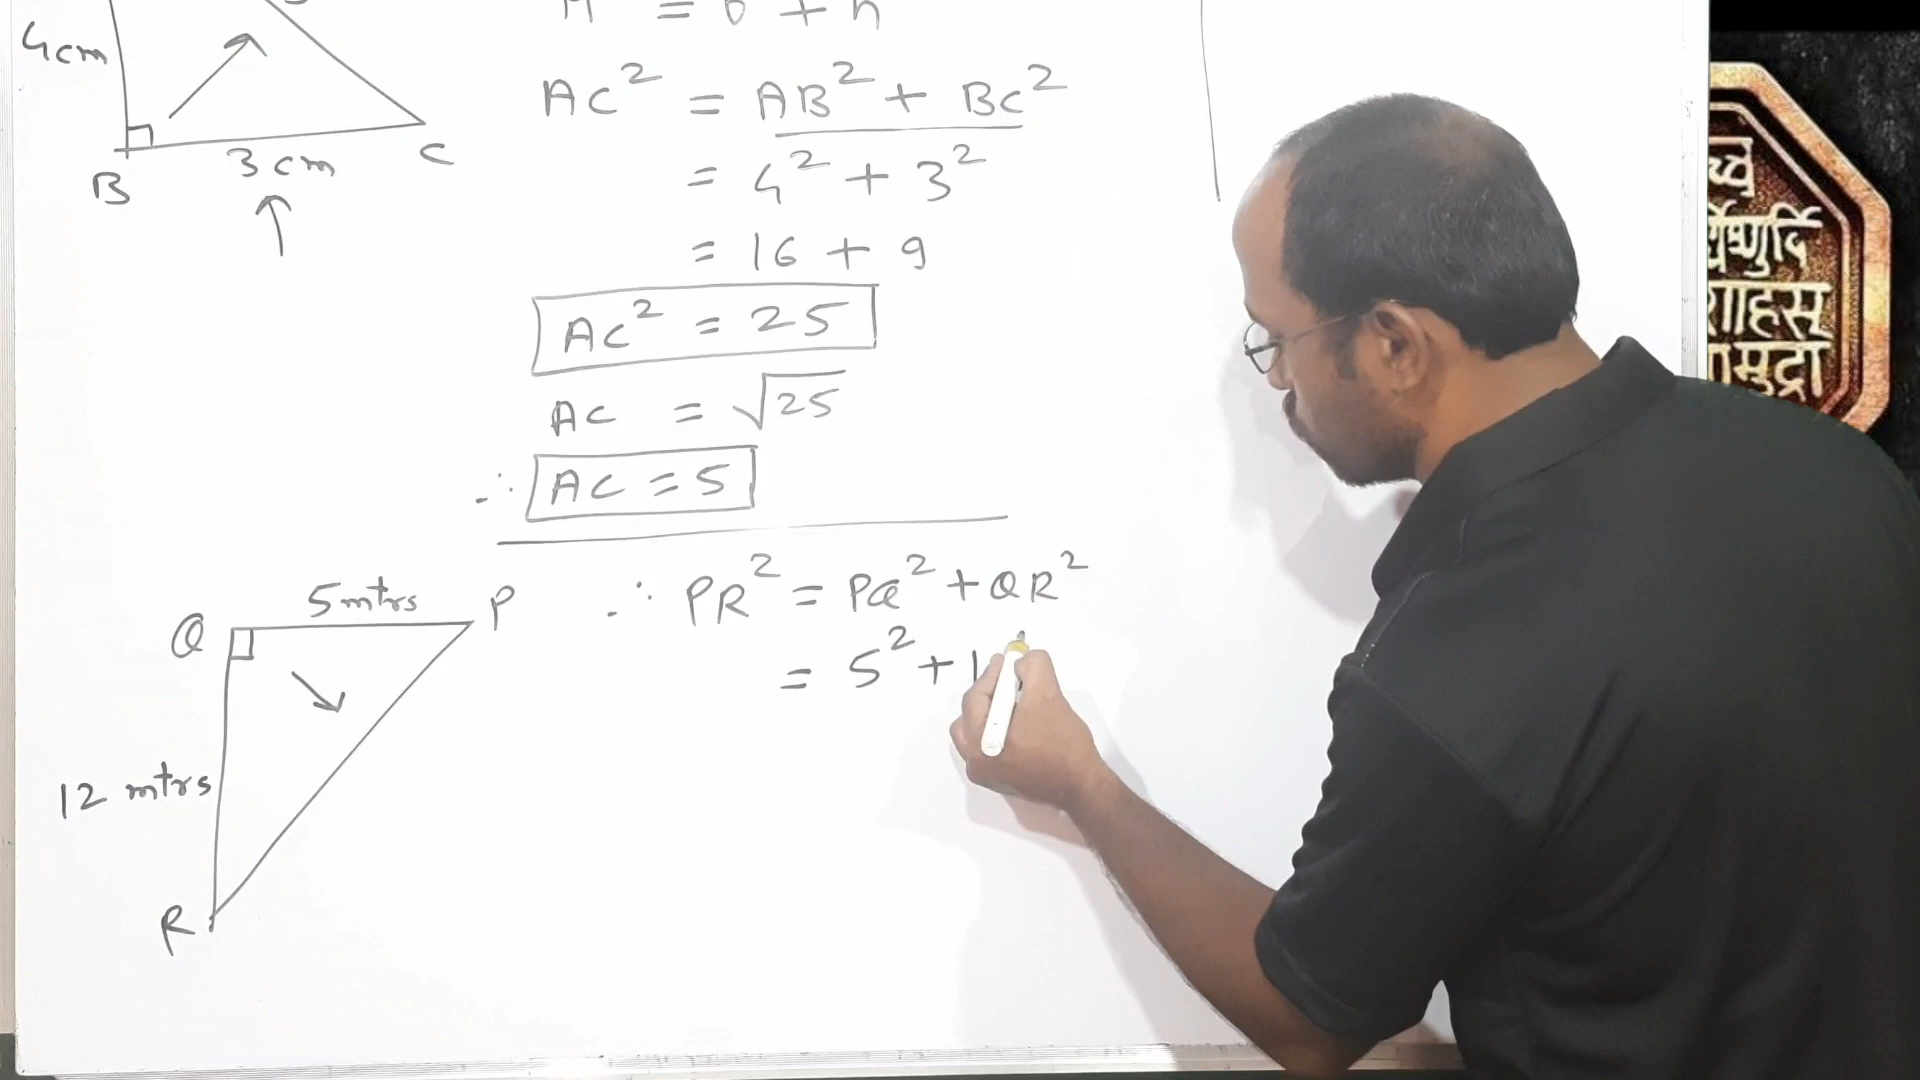 4cm
AC² = AB² + BC²
B 3 cm C
= 4² + 3²
= 16 + 9
AC² = 25
AC = √25
∴ AC = 5
Q 5 mtrs P ∴ PR² = PQ² + QR²
= 5² + 1
12 mtrs
R
मुद्रा